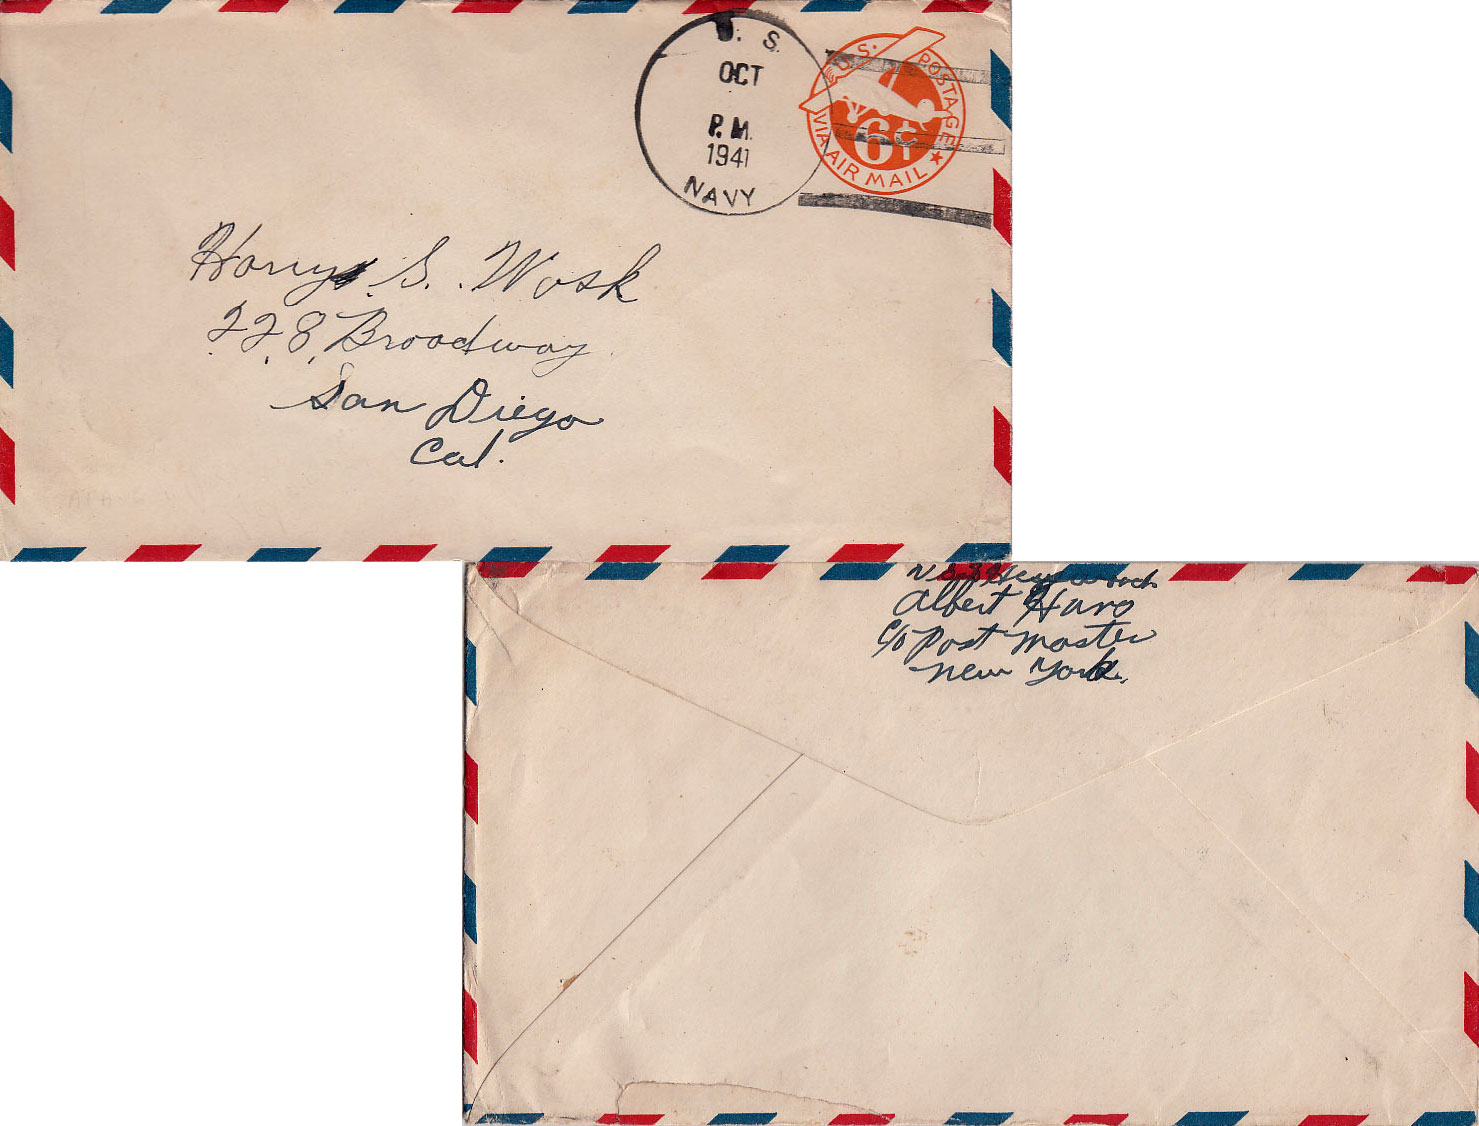 U. S.
OCT
P.M.
1941
NAVY
U.S. POSTAGE
6¢
VIA AIR MAIL
Harry S. Wosk
228 Broadway
San Diego
Cal.
Albert Haro
c/o Post Master
New York.